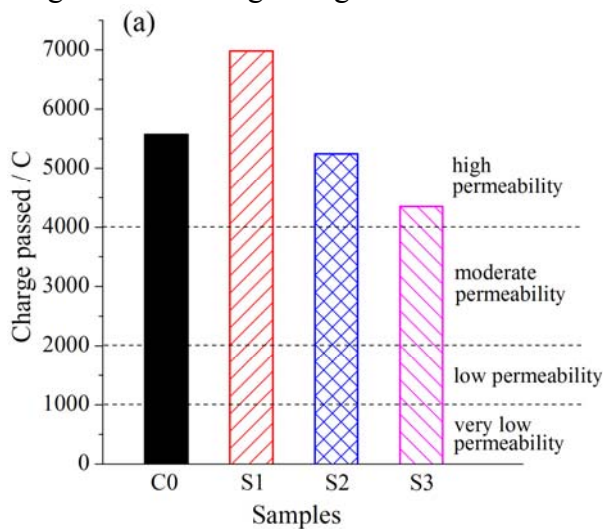 (a)
7000
6000
5000
4000
3000
2000
1000
0
Charge passed / C
high
permeability
moderate
permeability
low permeability
very low
permeability
C0 S1 S2 S3
Samples